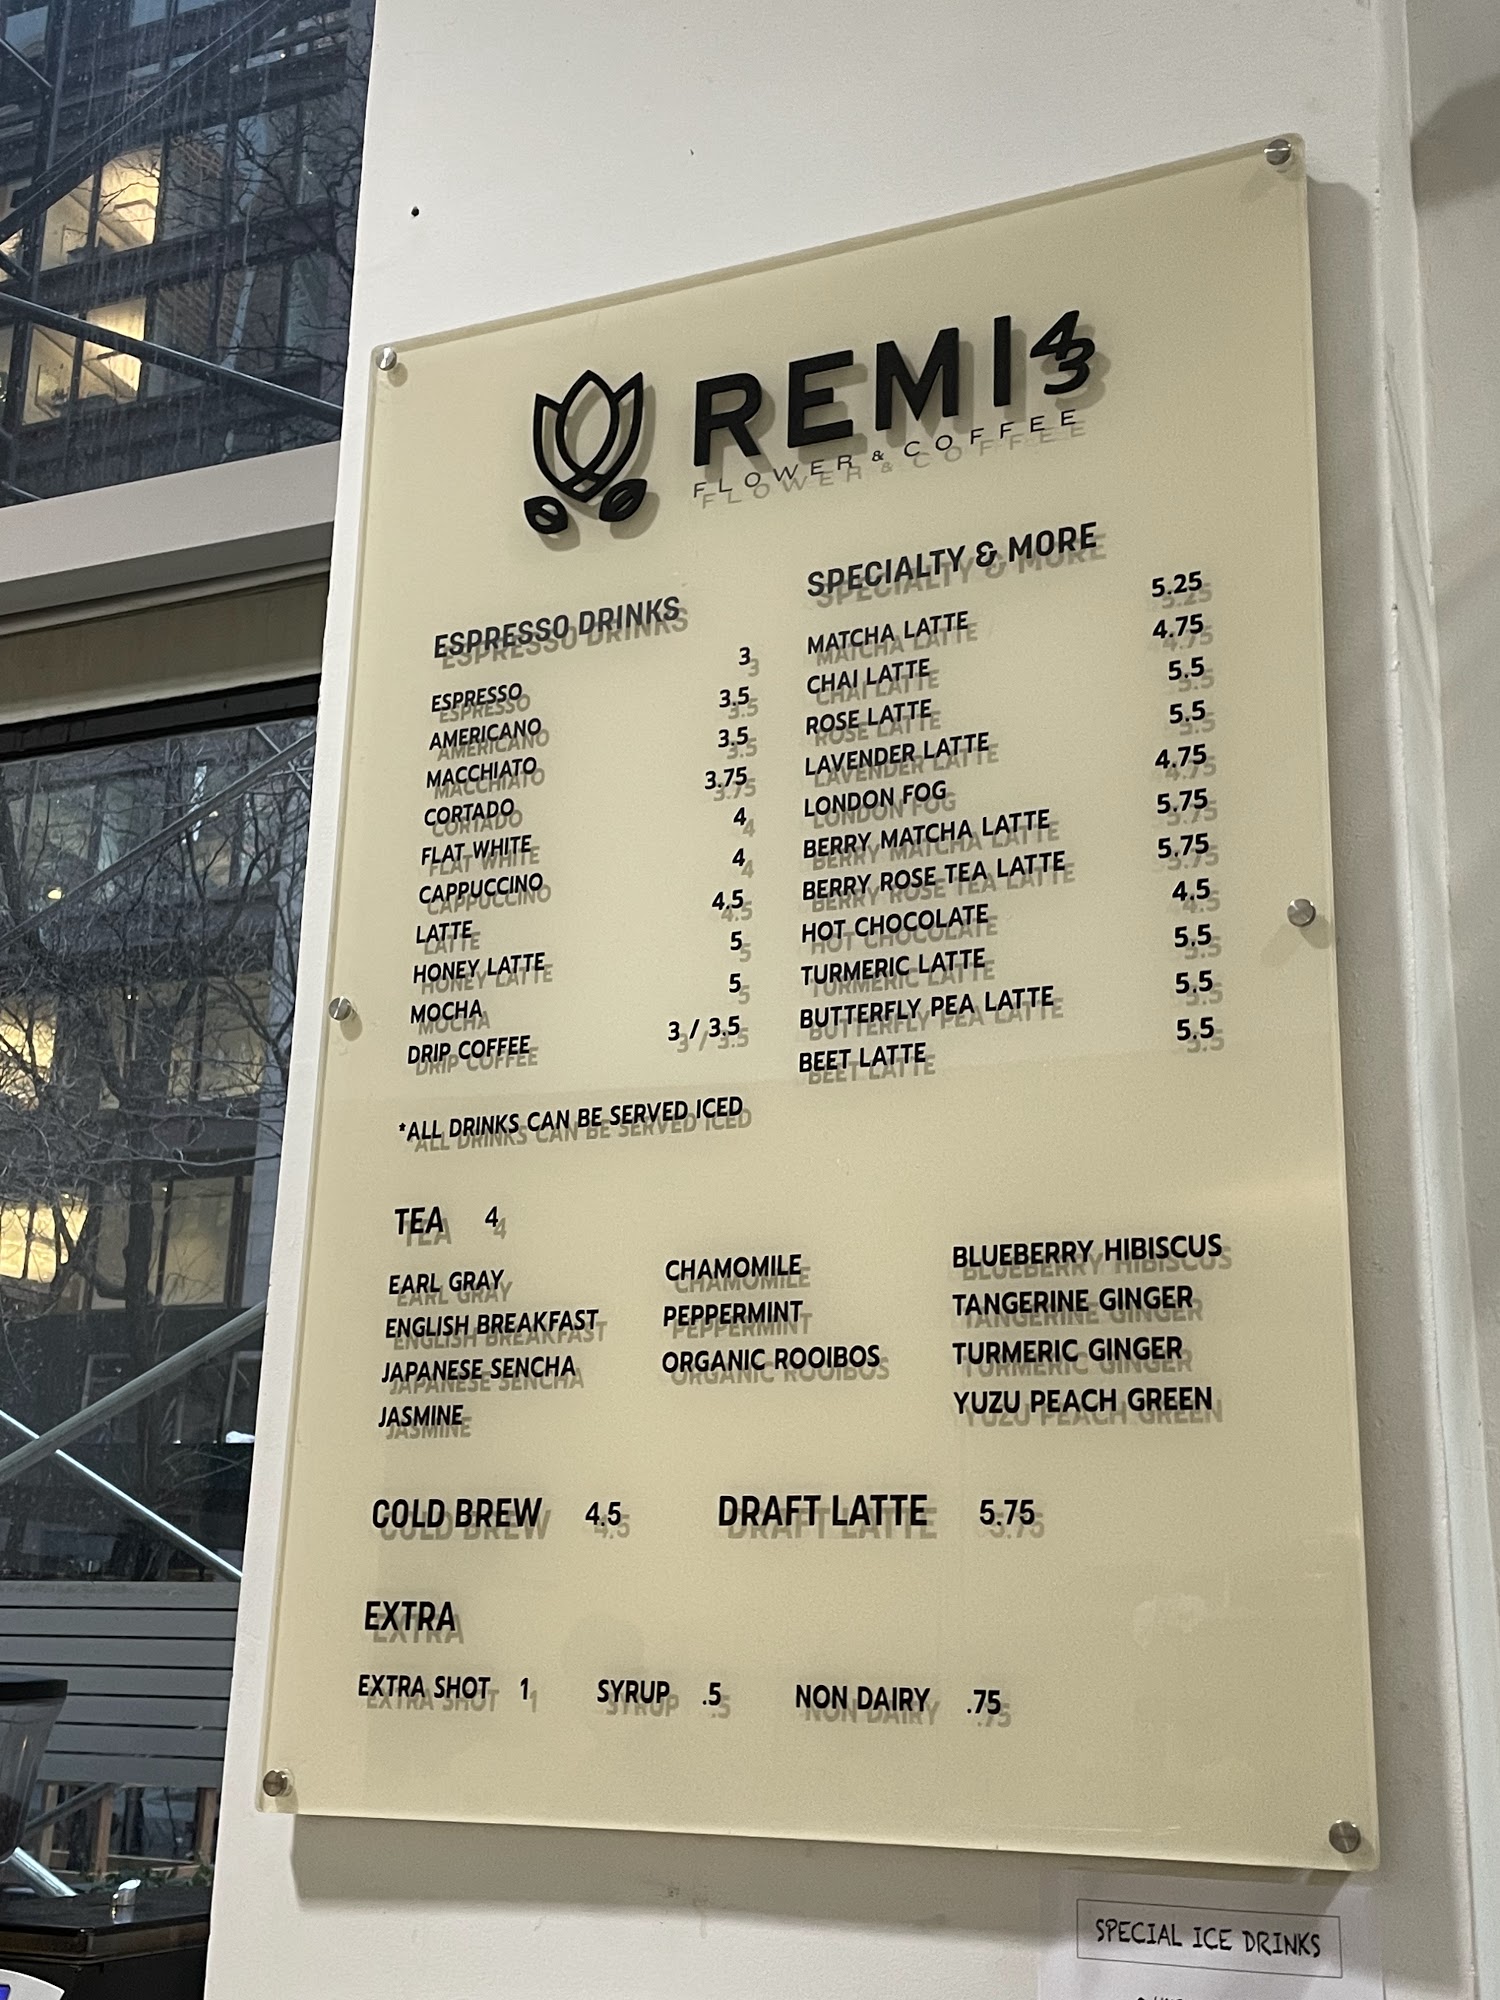 REMI 43
FLOWER & COFFEE
ESPRESSO DRINKS
ESPRESSO 3
AMERICANO 3.5
MACCHIATO 3.5
CORTADO 3.75
FLAT WHITE 4
CAPPUCCINO 4
LATTE 4.5
HONEY LATTE 5
MOCHA 5
DRIP COFFEE 3 / 3.5
*ALL DRINKS CAN BE SERVED ICED
SPECIALTY & MORE
MATCHA LATTE 5.25
CHAI LATTE 4.75
ROSE LATTE 5.5
LAVENDER LATTE 5.5
LONDON FOG 4.75
BERRY MATCHA LATTE 5.75
BERRY ROSE TEA LATTE 5.75
HOT CHOCOLATE 4.5
TURMERIC LATTE 5.5
BUTTERFLY PEA LATTE 5.5
BEET LATTE 5.5
TEA 4
EARL GRAY
ENGLISH BREAKFAST
JAPANESE SENCHA
JASMINE
CHAMOMILE
PEPPERMINT
ORGANIC ROOIBOS
BLUEBERRY HIBISCUS
TANGERINE GINGER
TURMERIC GINGER
YUZU PEACH GREEN
COLD BREW 4.5
DRAFT LATTE 5.75
EXTRA
EXTRA SHOT 1
SYRUP .5
NON DAIRY .75
SPECIAL ICE DRINKS